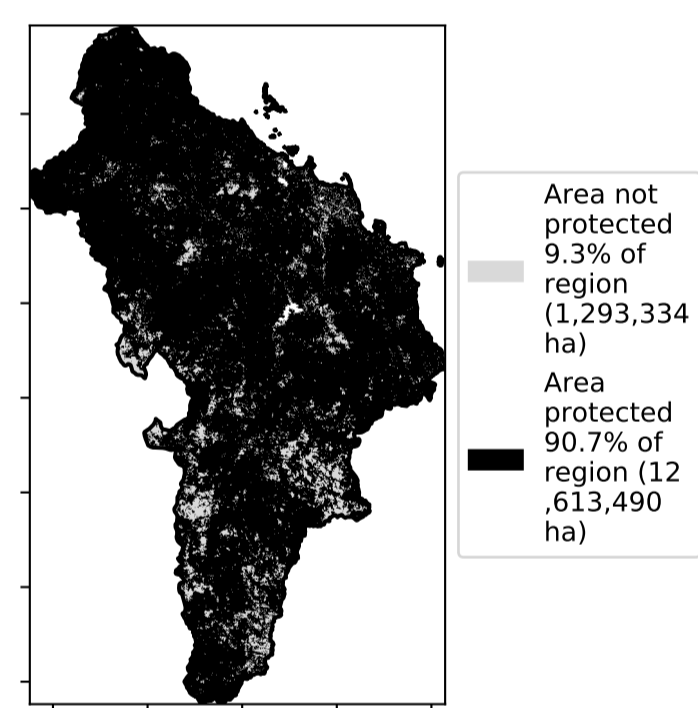 Area not
protected
9.3% of
region
(1,293,334
ha)
Area
protected
90.7% of
region (12
,613,490
ha)